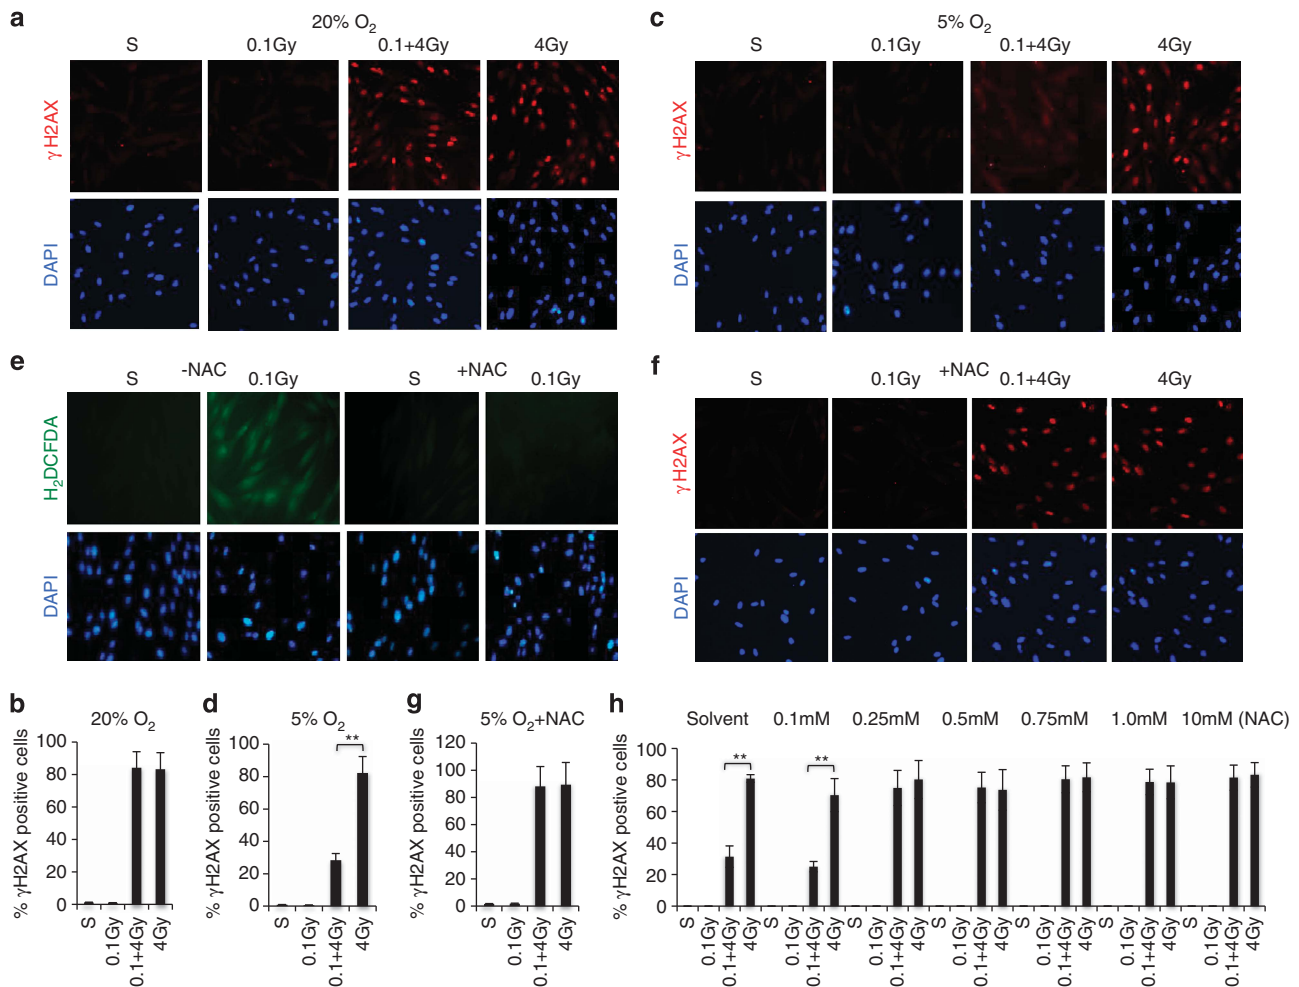 a
20% O2
S 0.1Gy 0.1+4Gy 4Gy
γH2AX
DAPI
c
5% O2
S 0.1Gy 0.1+4Gy 4Gy
γH2AX
DAPI
e
-NAC +NAC
S 0.1Gy S 0.1Gy
H2DCFDA
DAPI
f
+NAC
S 0.1Gy 0.1+4Gy 4Gy
γH2AX
DAPI
b
20% O2
% γH2AX positive cells
100
80
60
40
20
0
S 0.1Gy 0.1+4Gy 4Gy
d
5% O2
% γH2AX positive cells
100
80
60
40
20
0
**
S 0.1Gy 0.1+4Gy 4Gy
g
5% O2+NAC
% γH2AX positive cells
120
100
80
60
40
20
0
S 0.1Gy 0.1+4Gy 4Gy
h
Solvent 0.1mM 0.25mM 0.5mM 0.75mM 1.0mM 10mM (NAC)
% γH2AX postive cells
100
80
60
40
20
0
** **
S 0.1Gy 0.1+4Gy 4Gy S 0.1Gy 0.1+4Gy 4Gy S 0.1Gy 0.1+4Gy 4Gy S 0.1Gy 0.1+4Gy 4Gy S 0.1Gy 0.1+4Gy 4Gy S 0.1Gy 0.1+4Gy 4Gy S 0.1Gy 0.1+4Gy 4Gy